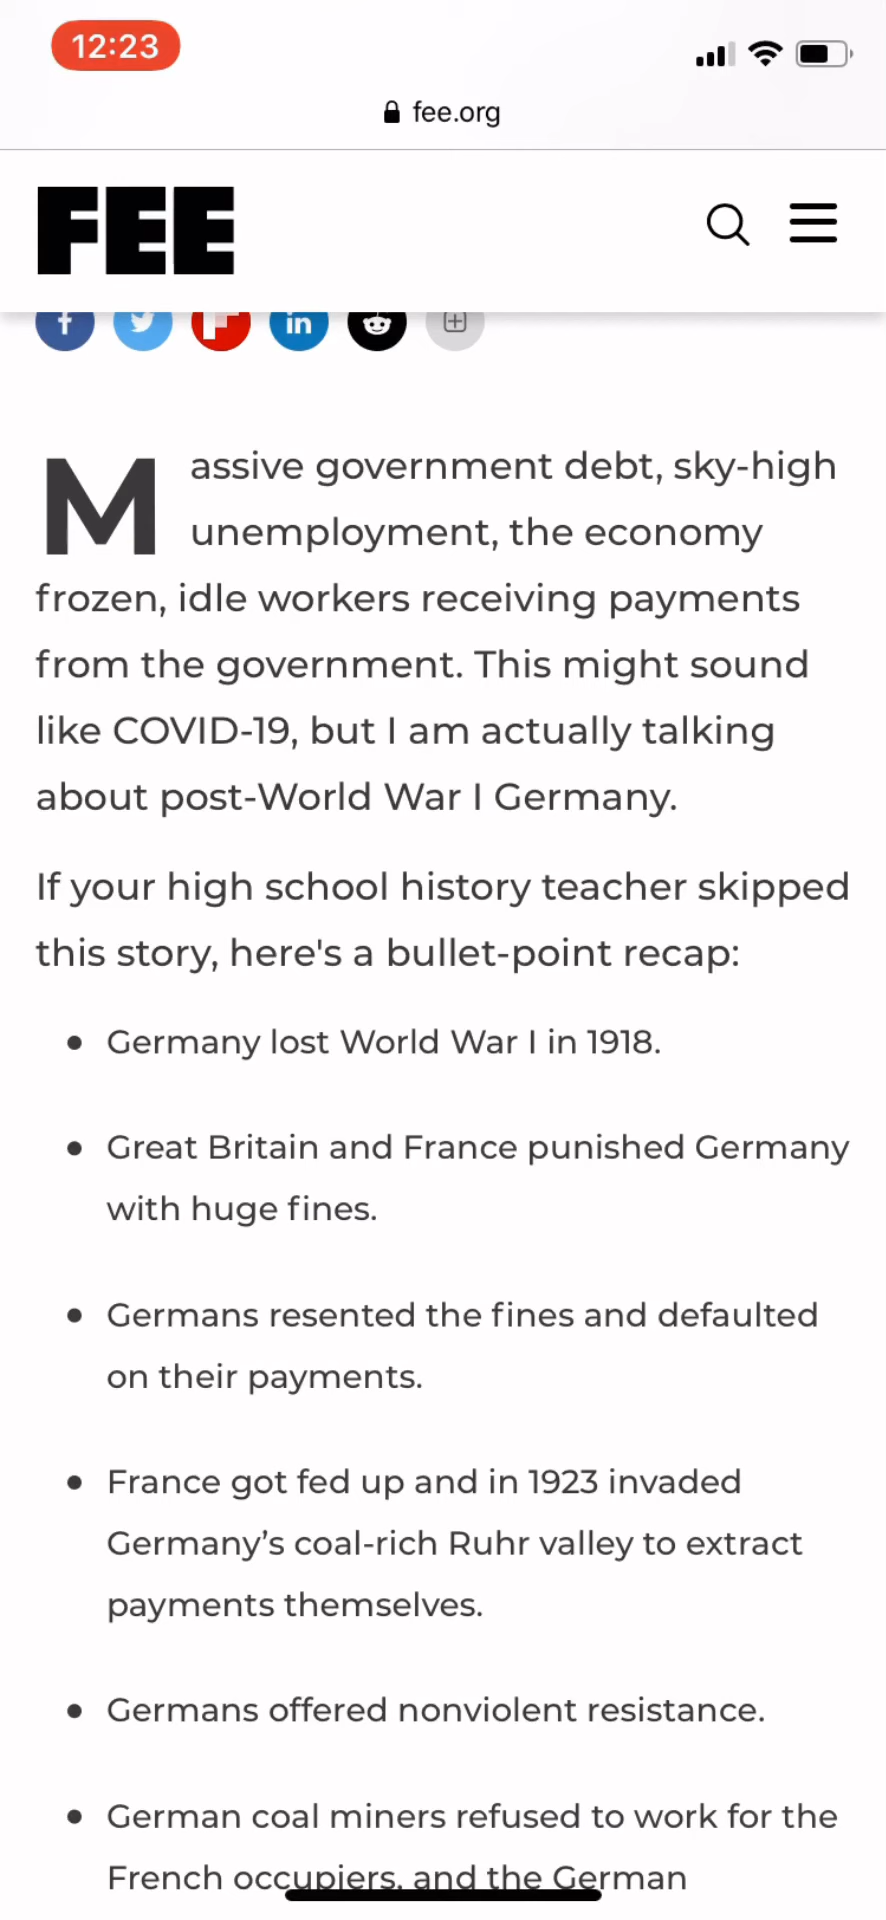 12:23
fee.org
FEE
Massive government debt, sky-high
unemployment, the economy
frozen, idle workers receiving payments
from the government. This might sound
like COVID-19, but I am actually talking
about post-World War I Germany.
If your high school history teacher skipped
this story, here's a bullet-point recap:
• Germany lost World War I in 1918.
• Great Britain and France punished Germany
with huge fines.
• Germans resented the fines and defaulted
on their payments.
• France got fed up and in 1923 invaded
Germany’s coal-rich Ruhr valley to extract
payments themselves.
• Germans offered nonviolent resistance.
• German coal miners refused to work for the
French occupiers, and the German